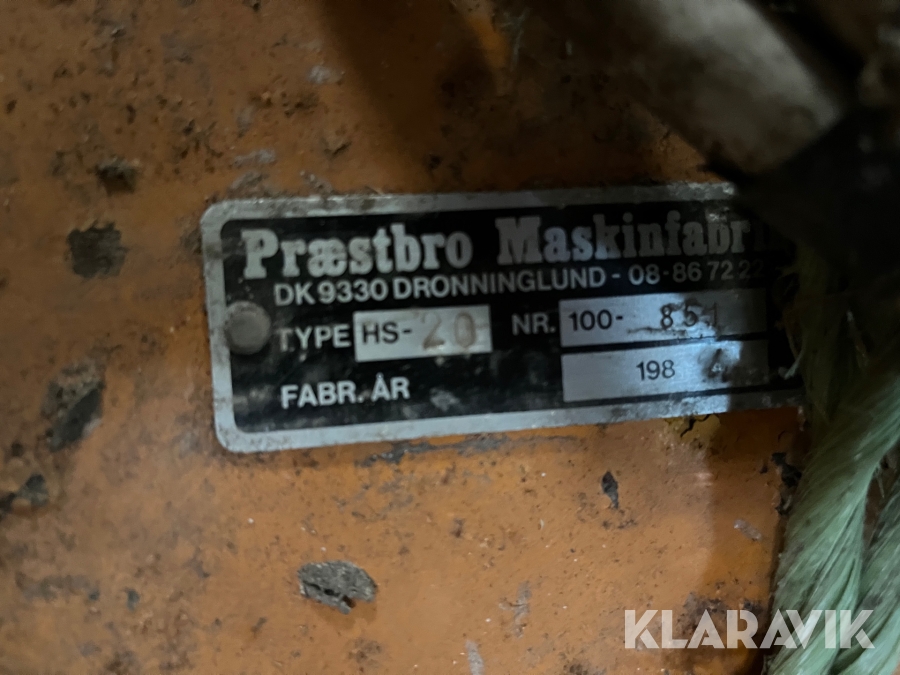 Præstbro Maskinfabri
DK 9330 DRONNINGLUND - 08-86 72 22
TYPE HS-20 NR. 100- 851
FABR. ÅR 198 4
KLARAVIK